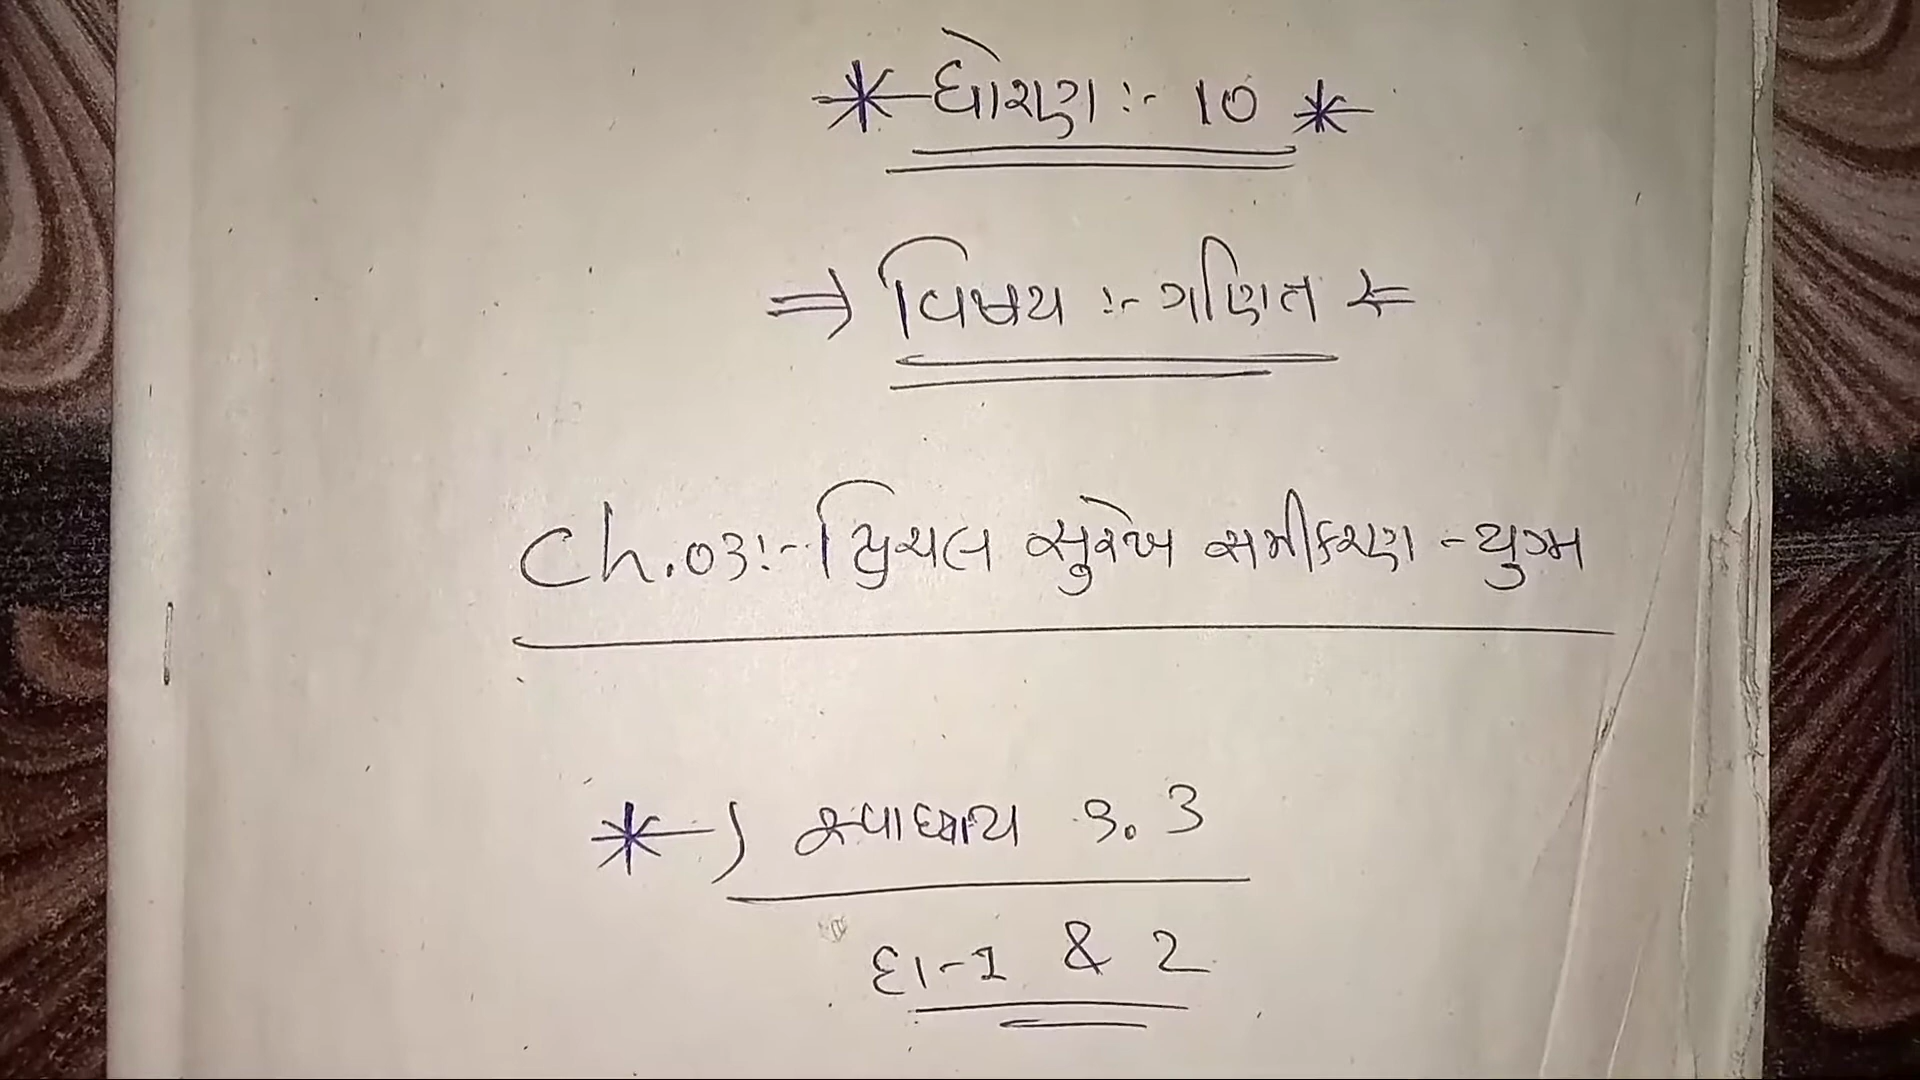 * ધોરણ :- 10 *
⇒ વિષય :- ગણિત ⇐
Ch.03:- દ્વિચલ સુરેખ સમીકરણ - યુગ્મ
*) સ્વાધ્યાય 3.3
દા-1 & 2